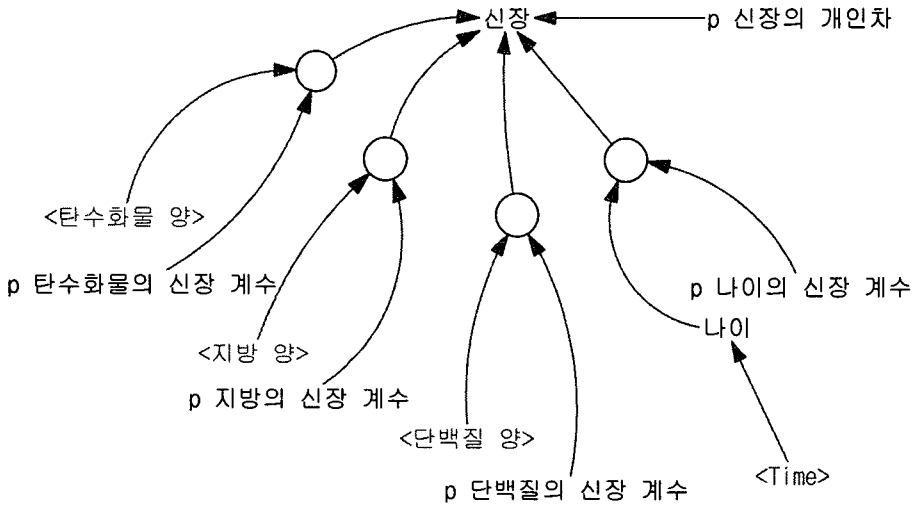 신장
p 신장의 개인차
<탄수화물 양>
p 탄수화물의 신장 계수
p 나이의 신장 계수
나이
<지방 양>
p 지방의 신장 계수
<단백질 양>
<Time>
p 단백질의 신장 계수